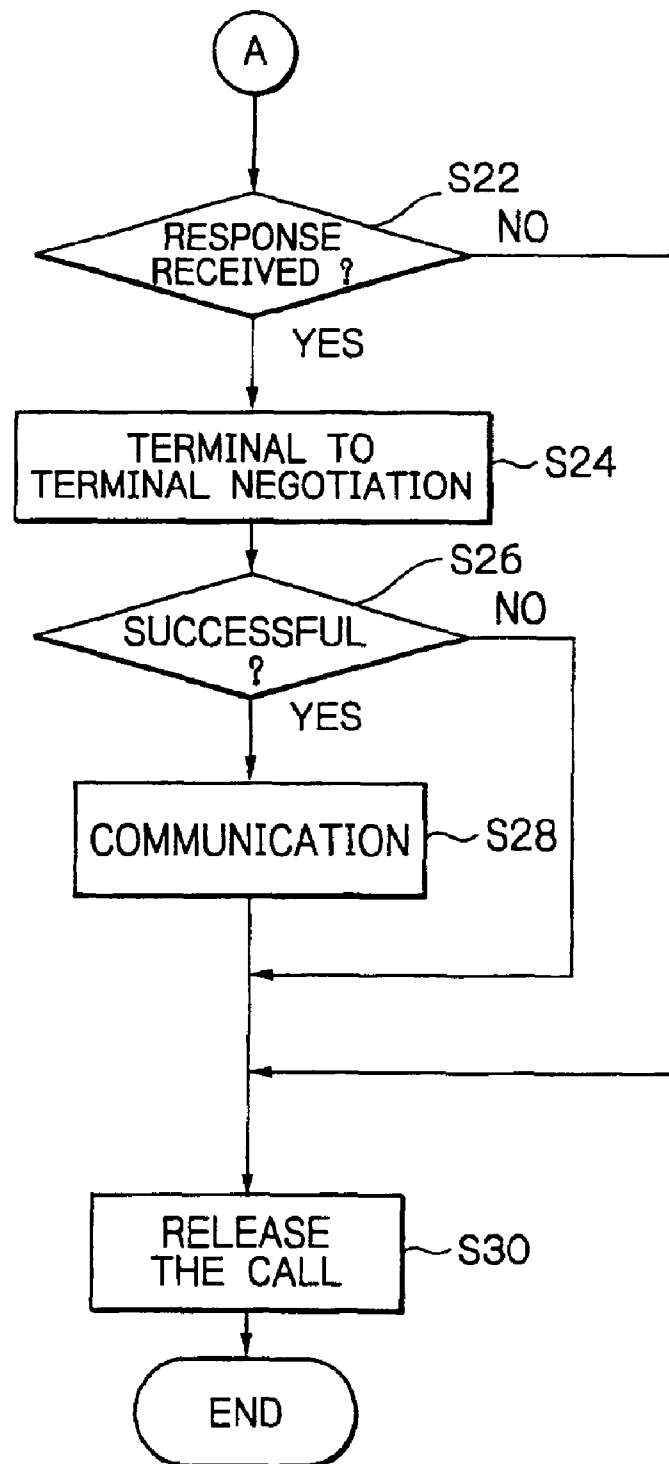 A
S22
RESPONSE
RECEIVED ?
NO
YES
TERMINAL TO
TERMINAL NEGOTIATION
S24
S26
SUCCESSFUL
?
NO
YES
COMMUNICATION
S28
RELEASE
THE CALL
S30
END